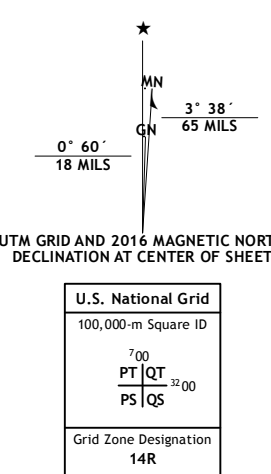 ★
MN
3° 38´
65 MILS
GN
0° 60´
18 MILS
UTM GRID AND 2016 MAGNETIC NORT
DECLINATION AT CENTER OF SHEET
U.S. National Grid
100,000-m Square ID
⁷00
PT QT
³²00
PS QS
Grid Zone Designation
14R